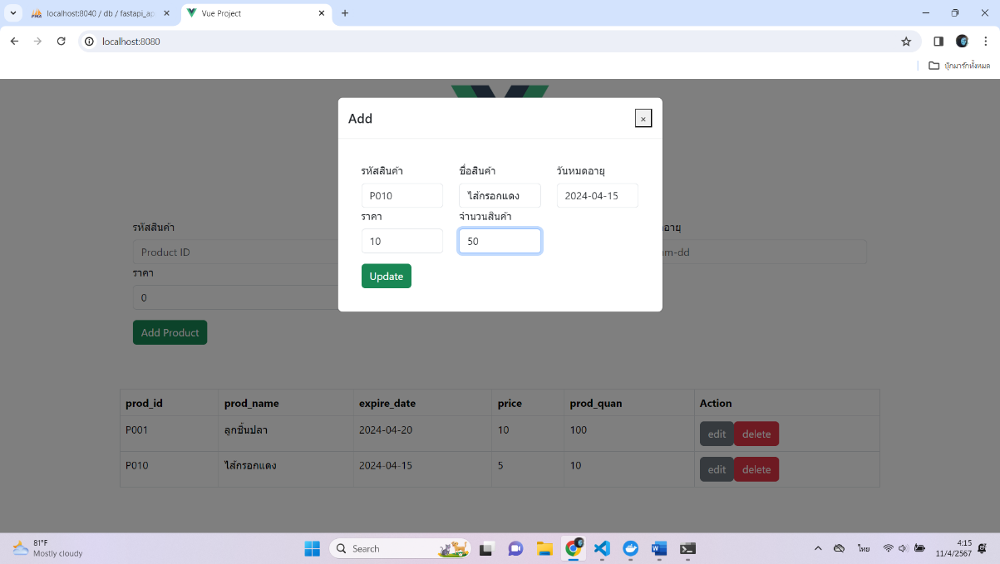 localhost:8040 / db / fastapi_ap
Vue Project
localhost:8080
บุ๊กมาร์กทั้งหมด
Add
×
รหัสสินค้า ชื่อสินค้า วันหมดอายุ
P010 ไส้กรอกแดง 2024-04-15
ราคา จำนวนสินค้า
10 50
Update
รหัสสินค้า
Product ID
ราคา
0
Add Product
prod_id prod_name expire_date price prod_quan Action
P001 ลูกชิ้นปลา 2024-04-20 10 100 edit delete
P010 ไส้กรอกแดง 2024-04-15 5 10 edit delete
81°F
Mostly cloudy
Search
ไทย
4:15
11/4/2567